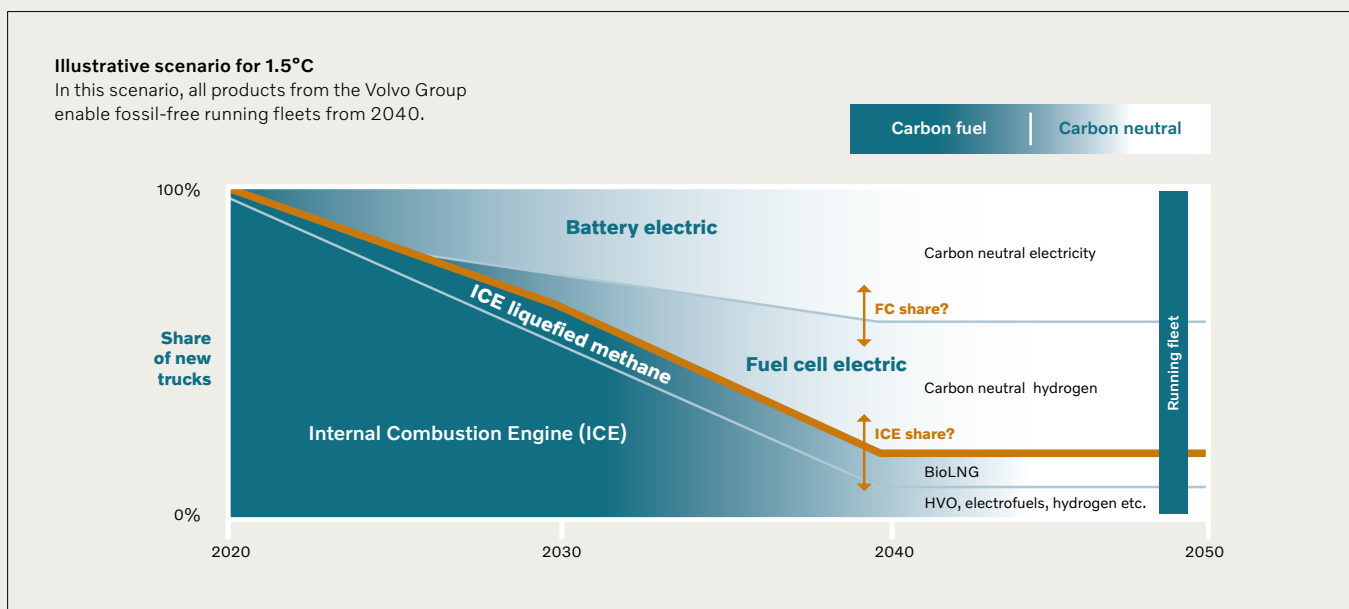 Illustrative scenario for 1.5°C
In this scenario, all products from the Volvo Group
enable fossil-free running fleets from 2040.
Carbon fuel
Carbon neutral
100%
Battery electric
Carbon neutral electricity
FC share?
ICE liquefied methane
Share
of new
trucks
Fuel cell electric
Running fleet
Carbon neutral  hydrogen
Internal Combustion Engine (ICE)
ICE share?
BioLNG
HVO, electrofuels, hydrogen etc.
0%
2020
2030
2040
2050